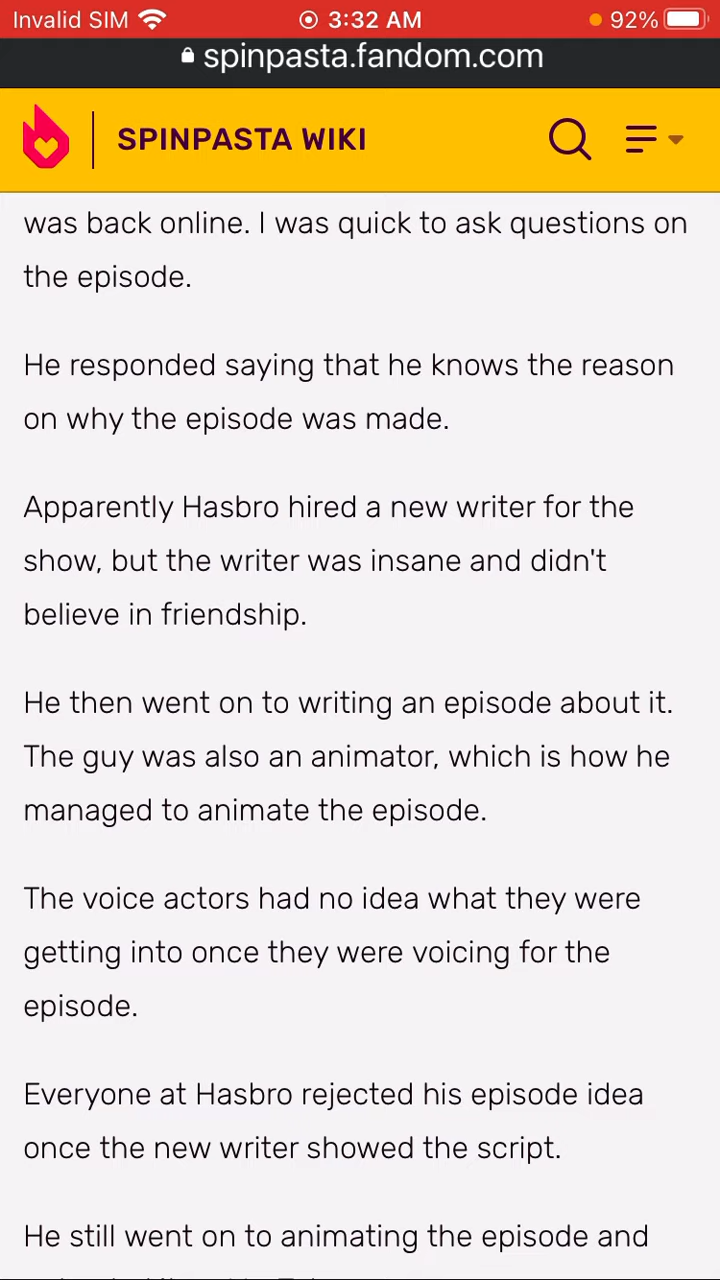 Invalid SIM 3:32 AM 92%
spinpasta.fandom.com
SPINPASTA WIKI
was back online. I was quick to ask questions on
the episode.
He responded saying that he knows the reason
on why the episode was made.
Apparently Hasbro hired a new writer for the
show, but the writer was insane and didn't
believe in friendship.
He then went on to writing an episode about it.
The guy was also an animator, which is how he
managed to animate the episode.
The voice actors had no idea what they were
getting into once they were voicing for the
episode.
Everyone at Hasbro rejected his episode idea
once the new writer showed the script.
He still went on to animating the episode and